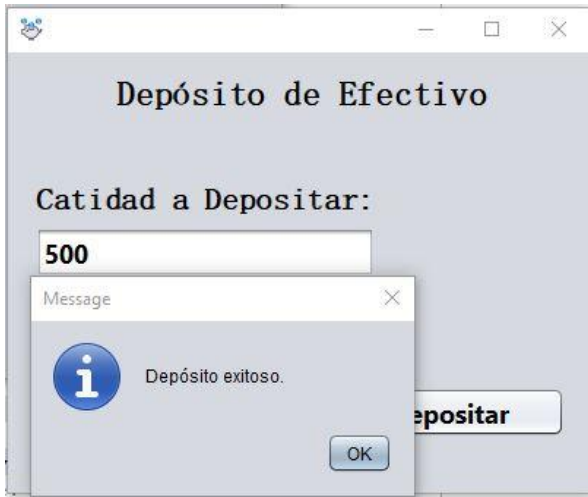 Depósito de Efectivo
Catidad a Depositar:
500
Message
Depósito exitoso.
epositar
OK